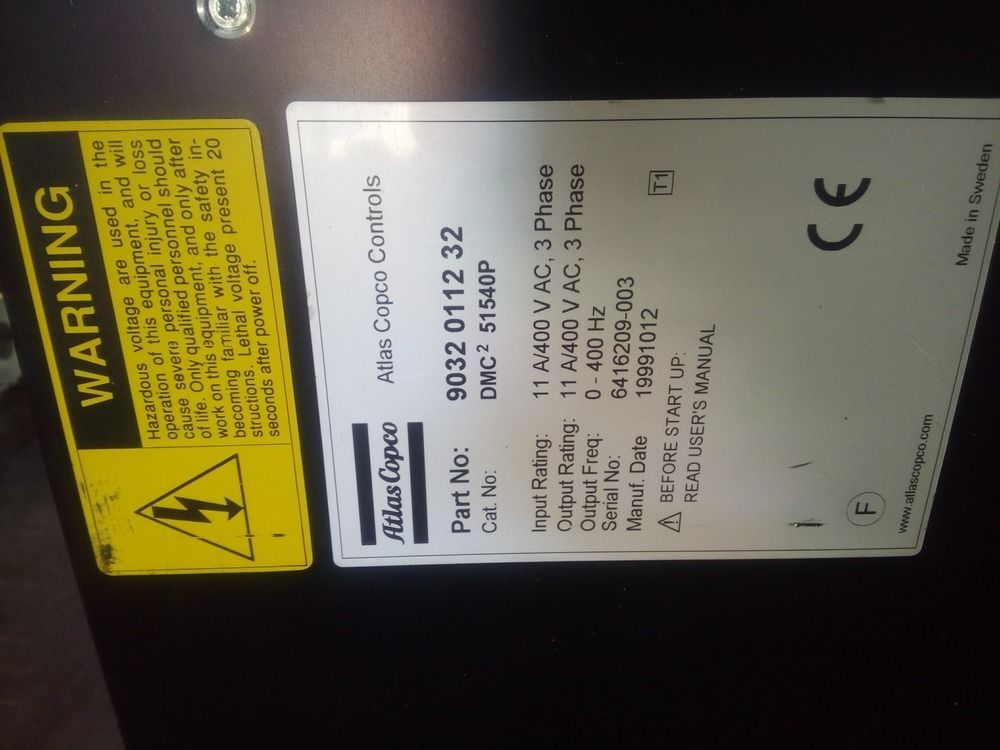 WARNING
Hazardous voltage are used in the
operation of this equipment, and will
cause severe personal injury or loss
of life. Only qualified personnel should
work on this equipment, and only after
becoming familiar with the safety in-
structions. Lethal voltage present 20
seconds after power off.
Atlas Copco
Atlas Copco Controls
Part No: 9032 0112 32
Cat. No: DMC² 51540P
Input Rating: 11 A/400 V AC, 3 Phase
Output Rating: 11 A/400 V AC, 3 Phase
Output Freq: 0 - 400 Hz
Serial No: 6416209-003
Manuf. Date 19991012
BEFORE START UP:
READ USER'S MANUAL
T1
F
CE
www.atlascopco.com
Made in Sweden